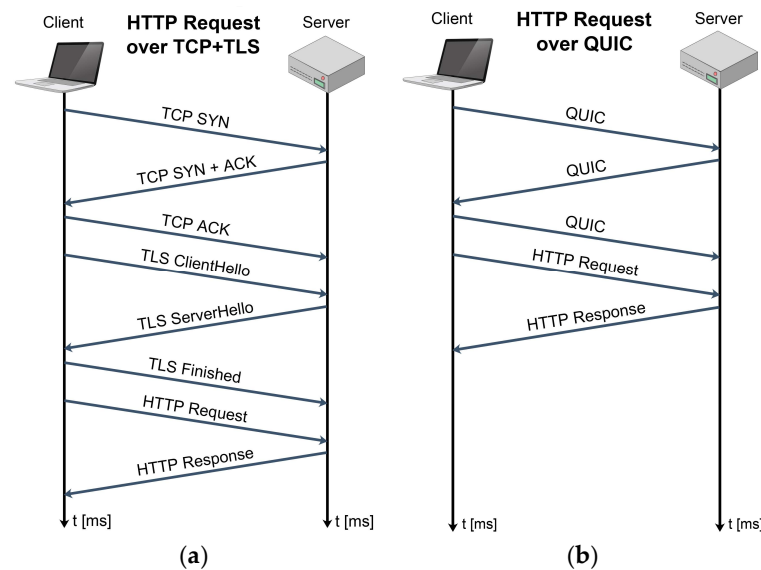 Client
HTTP Request
over TCP+TLS
Server
TCP SYN
TCP SYN + ACK
TCP ACK
TLS ClientHello
TLS ServerHello
TLS Finished
HTTP Request
HTTP Response
t [ms]
t [ms]
(a)
Client
HTTP Request
over QUIC
Server
QUIC
QUIC
QUIC
HTTP Request
HTTP Response
t [ms]
t [ms]
(b)